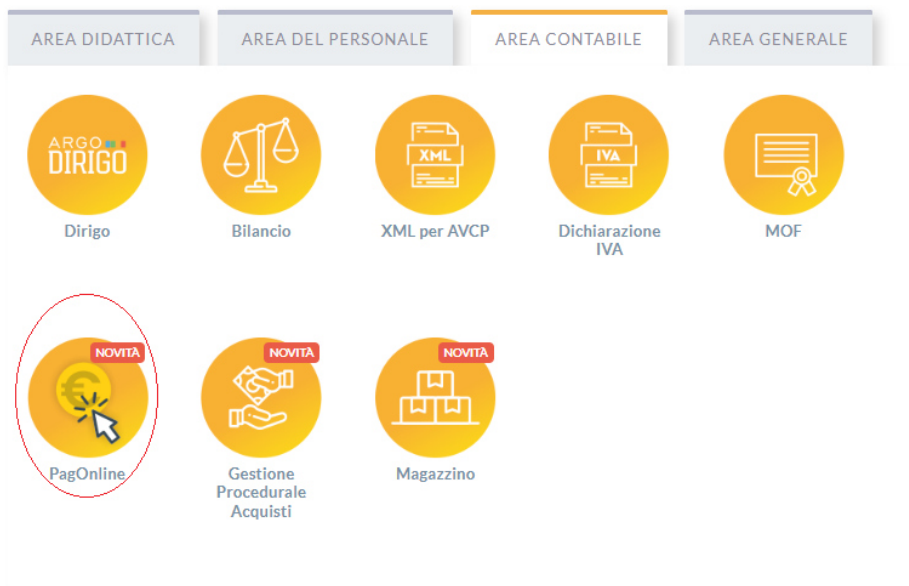 AREA DIDATTICA
AREA DEL PERSONALE
AREA CONTABILE
AREA GENERALE
ARGO
DIRIGO
XML
IVA
Dirigo
Bilancio
XML per AVCP
Dichiarazione
IVA
MOF
NOVITÀ
NOVITÀ
NOVITÀ
€
PagOnline
Gestione
Procedurale
Acquisti
Magazzino